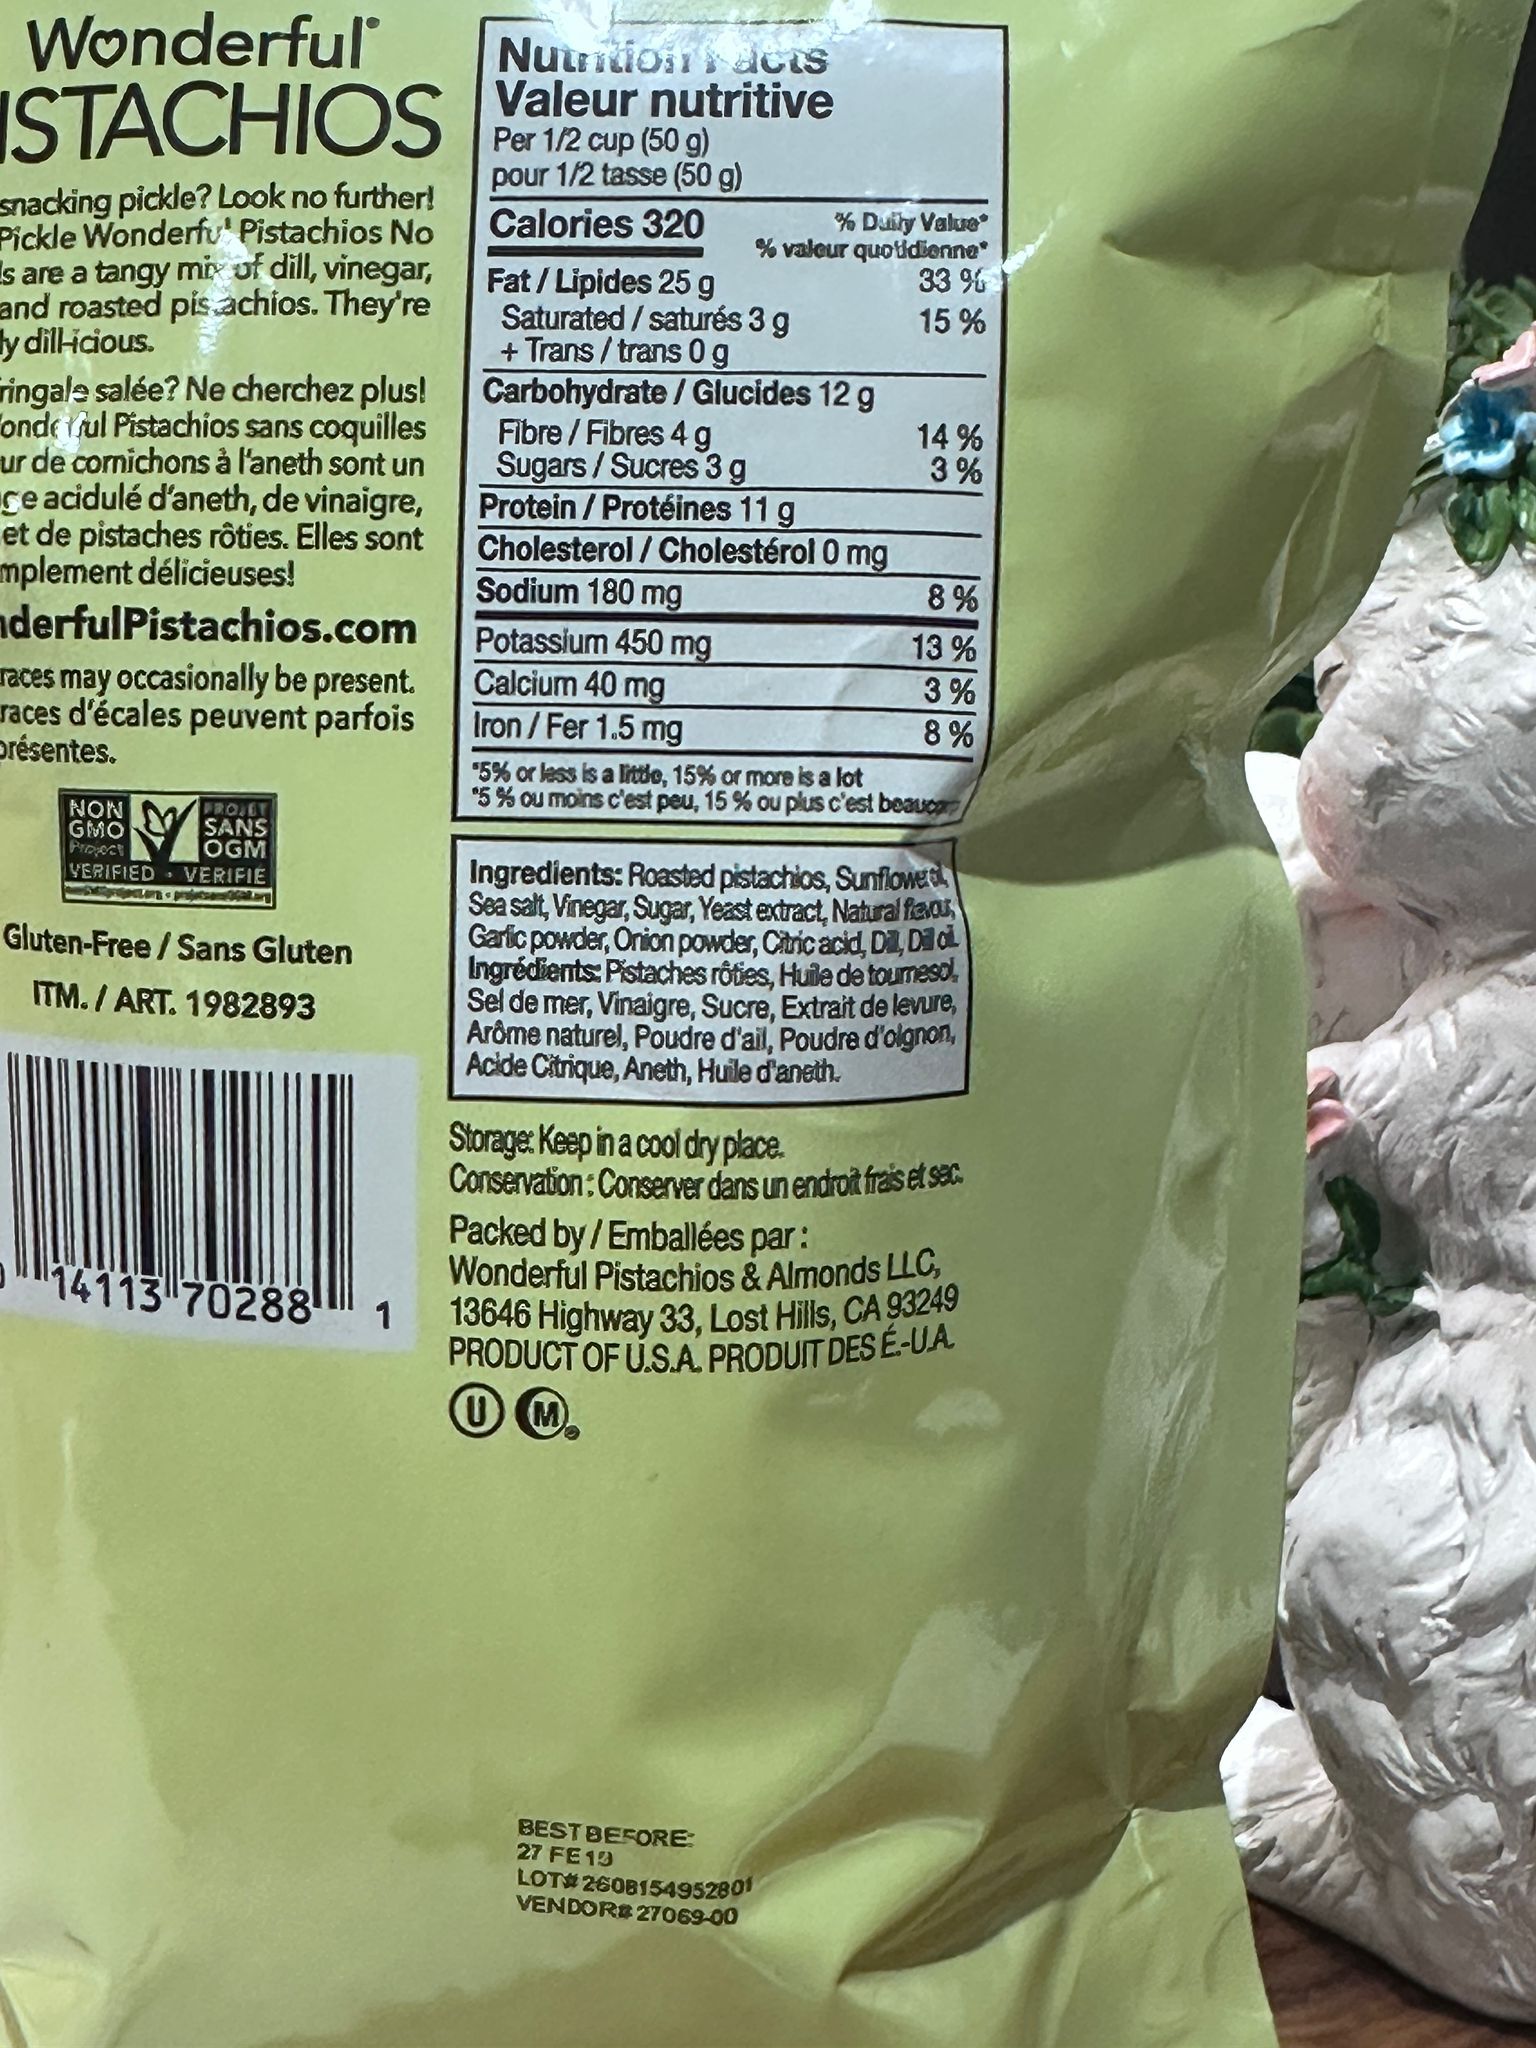 Wonderful
ISTACHIOS
snacking pickle? Look no further!
Pickle Wonderful Pistachios No
ls are a tangy mix of dill, vinegar,
and roasted pistachios. They're
ly dill-icious.
ringale salée? Ne cherchez plus!
onderful Pistachios sans coquilles
ur de cornichons à l'aneth sont un
ge acidulé d'aneth, de vinaigre,
et de pistaches rôties. Elles sont
mplement délicieuses!
nderfulPistachios.com
races may occasionally be present.
races d'écales peuvent parfois
présentes.
NON GMO Project VERIFIED
PROJET SANS OGM VÉRIFIÉ
Gluten-Free / Sans Gluten
ITM. / ART. 1982893
0 14113 70288 1
Nutrition Facts
Valeur nutritive
Per 1/2 cup (50 g)
pour 1/2 tasse (50 g)
Calories 320
% Daily Value*
% valeur quotidienne*
Fat / Lipides 25 g 33 %
Saturated / saturés 3 g 15 %
+ Trans / trans 0 g
Carbohydrate / Glucides 12 g
Fibre / Fibres 4 g 14 %
Sugars / Sucres 3 g 3 %
Protein / Protéines 11 g
Cholesterol / Cholestérol 0 mg
Sodium 180 mg 8 %
Potassium 450 mg 13 %
Calcium 40 mg 3 %
Iron / Fer 1.5 mg 8 %
*5% or less is a little, 15% or more is a lot
*5 % ou moins c'est peu, 15 % ou plus c'est beaucoup
Ingredients: Roasted pistachios, Sunflower oil,
Sea salt, Vinegar, Sugar, Yeast extract, Natural flavour,
Garlic powder, Onion powder, Citric acid, Dill, Dill oil.
Ingrédients: Pistaches rôties, Huile de tournesol,
Sel de mer, Vinaigre, Sucre, Extrait de levure,
Arôme naturel, Poudre d'ail, Poudre d'oignon,
Acide Citrique, Aneth, Huile d'aneth.
Storage: Keep in a cool dry place.
Conservation : Conserver dans un endroit frais et sec.
Packed by / Emballées par :
Wonderful Pistachios & Almonds LLC,
13646 Highway 33, Lost Hills, CA 93249
PRODUCT OF U.S.A. PRODUIT DES É.-U.A.
U M
BEST BEFORE:
27 FE 19
LOT# 260B154952801
VENDOR# 27069-00